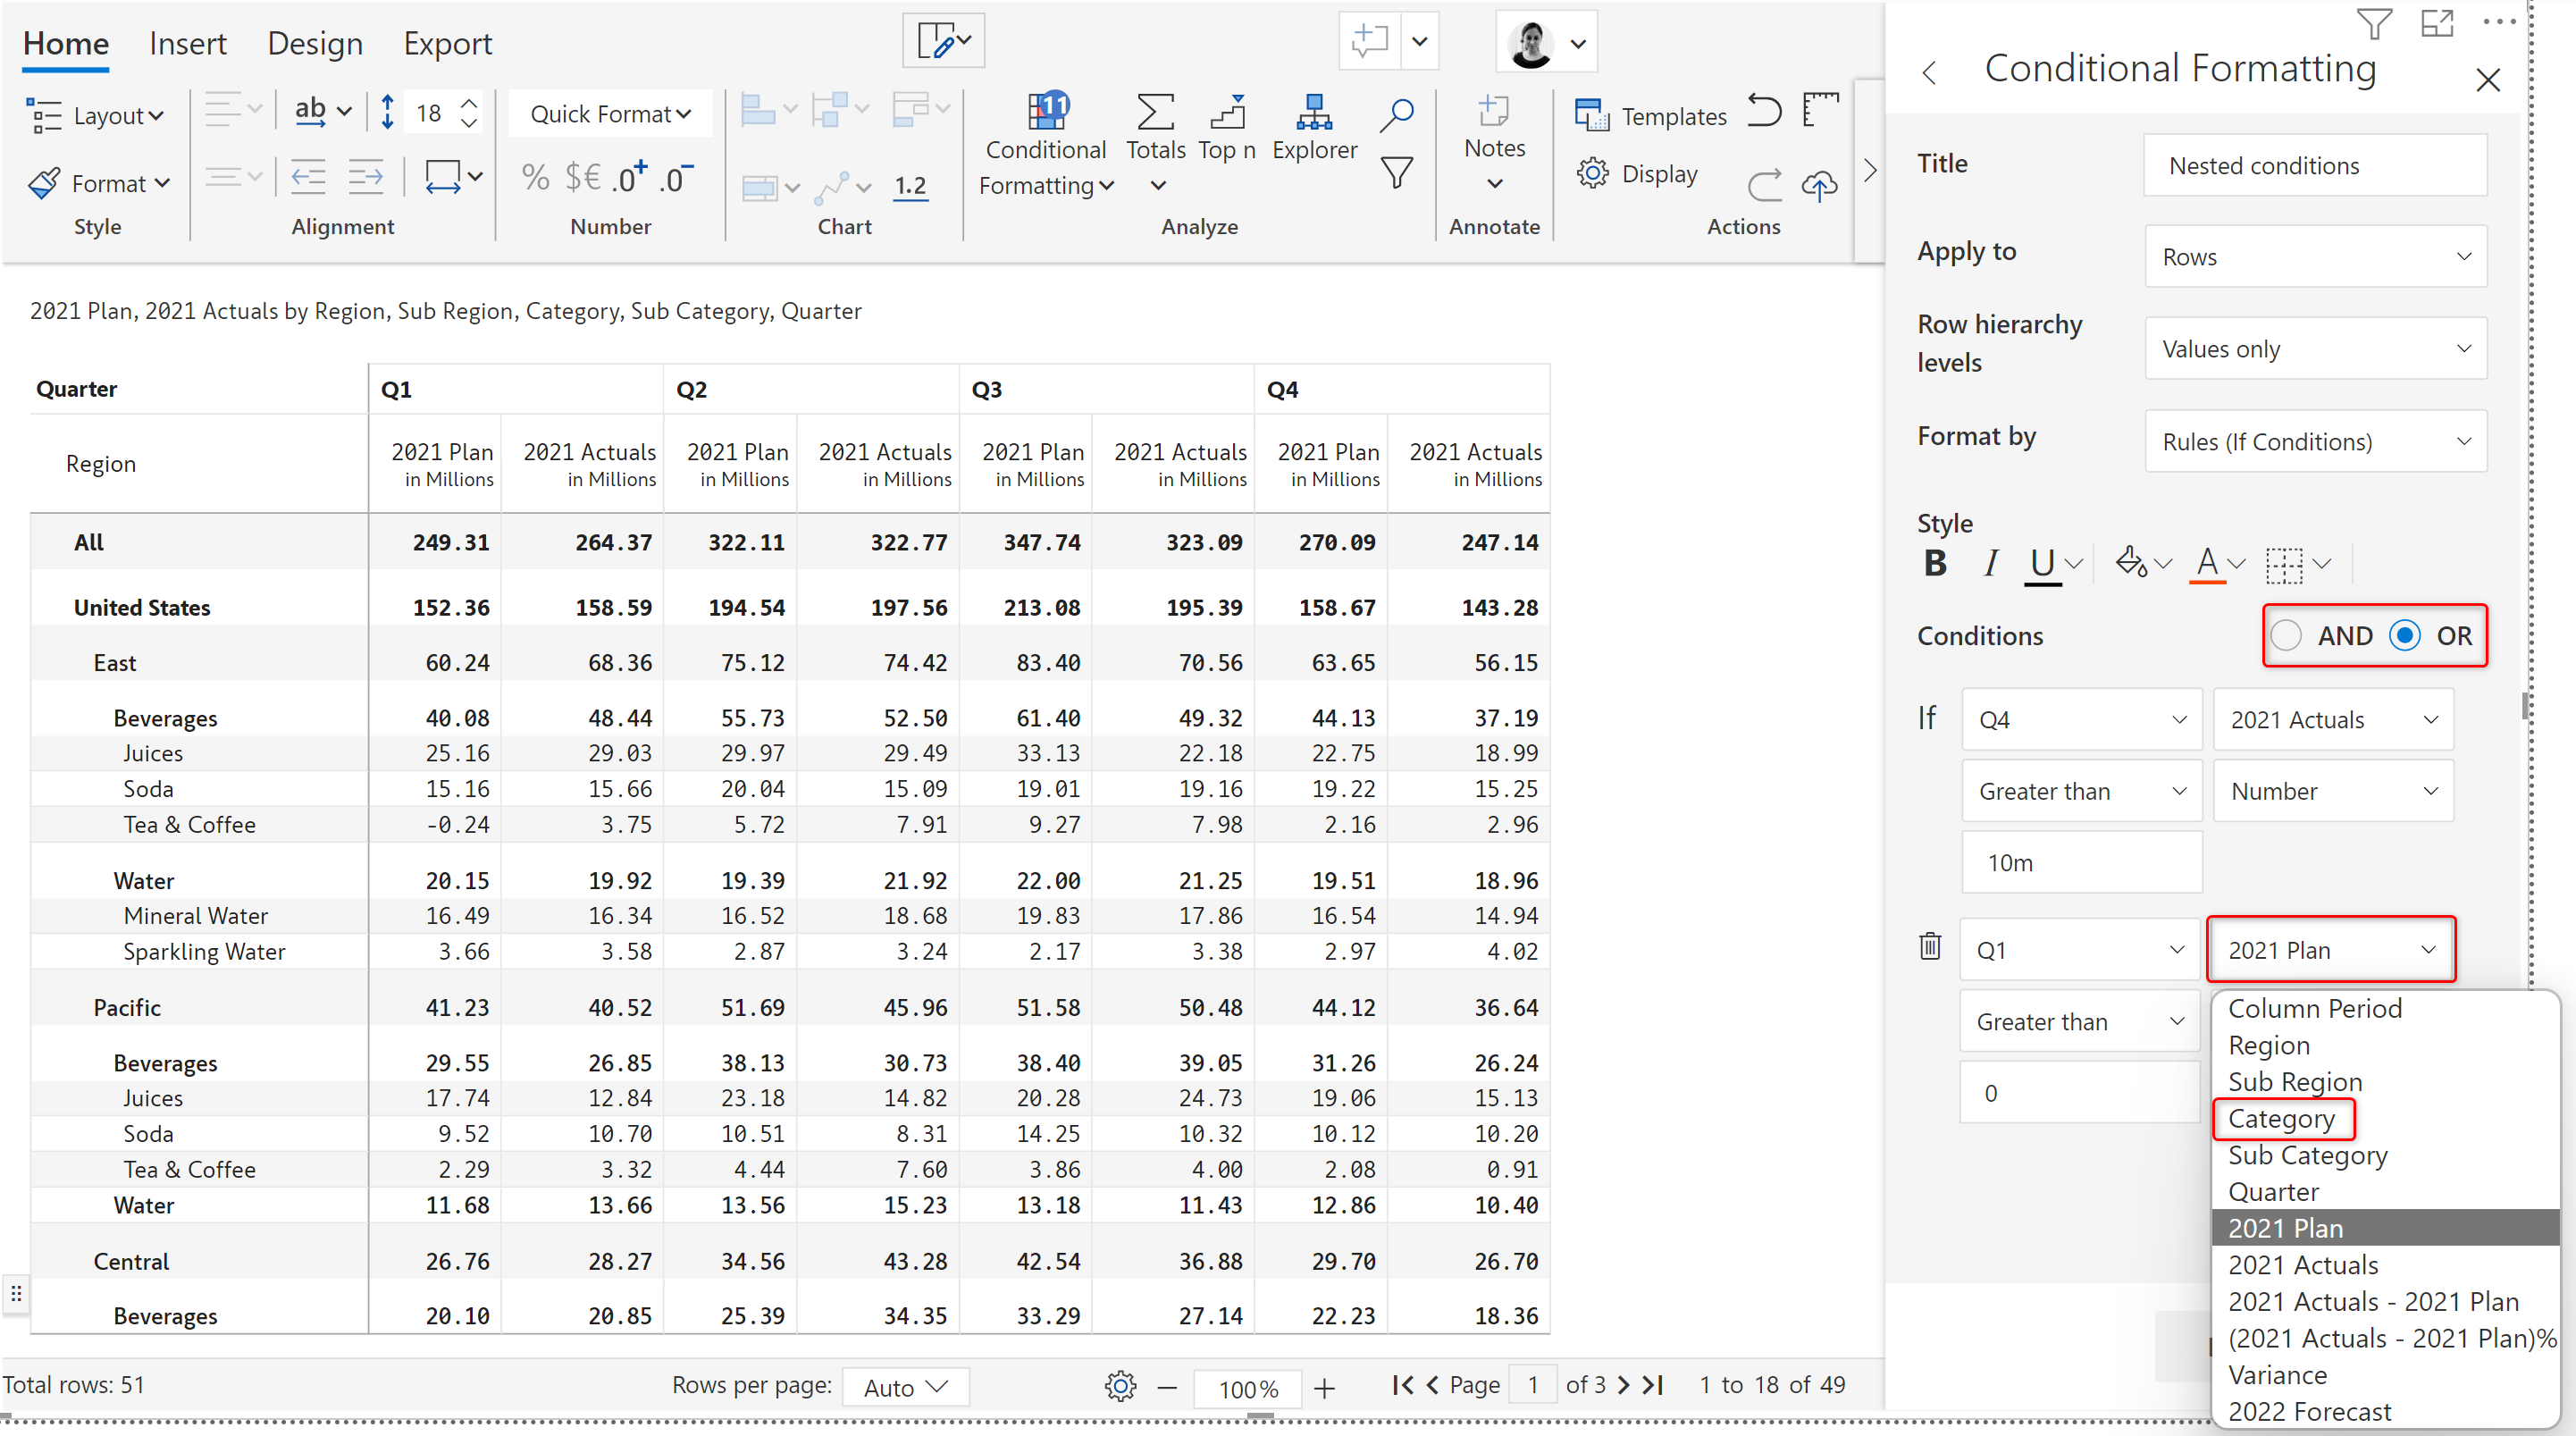 Home Insert Design Export
Layout ab 18 Quick Format
Format % $€ .0+ .0- 1.2
Conditional Formatting 11
Totals Top n Explorer
Notes
Templates
Display
Style Alignment Number Chart Analyze Annotate Actions
2021 Plan, 2021 Actuals by Region, Sub Region, Category, Sub Category, Quarter
Quarter Q1 Q2 Q3 Q4
Region 2021 Plan in Millions 2021 Actuals in Millions 2021 Plan in Millions 2021 Actuals in Millions 2021 Plan in Millions 2021 Actuals in Millions 2021 Plan in Millions 2021 Actuals in Millions
All 249.31 264.37 322.11 322.77 347.74 323.09 270.09 247.14
United States 152.36 158.59 194.54 197.56 213.08 195.39 158.67 143.28
East 60.24 68.36 75.12 74.42 83.40 70.56 63.65 56.15
Beverages 40.08 48.44 55.73 52.50 61.40 49.32 44.13 37.19
Juices 25.16 29.03 29.97 29.49 33.13 22.18 22.75 18.99
Soda 15.16 15.66 20.04 15.09 19.01 19.16 19.22 15.25
Tea & Coffee -0.24 3.75 5.72 7.91 9.27 7.98 2.16 2.96
Water 20.15 19.92 19.39 21.92 22.00 21.25 19.51 18.96
Mineral Water 16.49 16.34 16.52 18.68 19.83 17.86 16.54 14.94
Sparkling Water 3.66 3.58 2.87 3.24 2.17 3.38 2.97 4.02
Pacific 41.23 40.52 51.69 45.96 51.58 50.48 44.12 36.64
Beverages 29.55 26.85 38.13 30.73 38.40 39.05 31.26 26.24
Juices 17.74 12.84 23.18 14.82 20.28 24.73 19.06 15.13
Soda 9.52 10.70 10.51 8.31 14.25 10.32 10.12 10.20
Tea & Coffee 2.29 3.32 4.44 7.60 3.86 4.00 2.08 0.91
Water 11.68 13.66 13.56 15.23 13.18 11.43 12.86 10.40
Central 26.76 28.27 34.56 43.28 42.54 36.88 29.70 26.70
Beverages 20.10 20.85 25.39 34.35 33.29 27.14 22.23 18.36
Total rows: 51 Rows per page: Auto 100% Page 1 of 3 1 to 18 of 49
Conditional Formatting
Title Nested conditions
Apply to Rows
Row hierarchy levels Values only
Format by Rules (If Conditions)
Style
B I U A
Conditions AND OR
If Q4 2021 Actuals
Greater than Number
10m
Q1 2021 Plan
Greater than
0
Column Period
Region
Sub Region
Category
Sub Category
Quarter
2021 Plan
2021 Actuals
2021 Actuals - 2021 Plan
(2021 Actuals - 2021 Plan)%
Variance
2022 Forecast